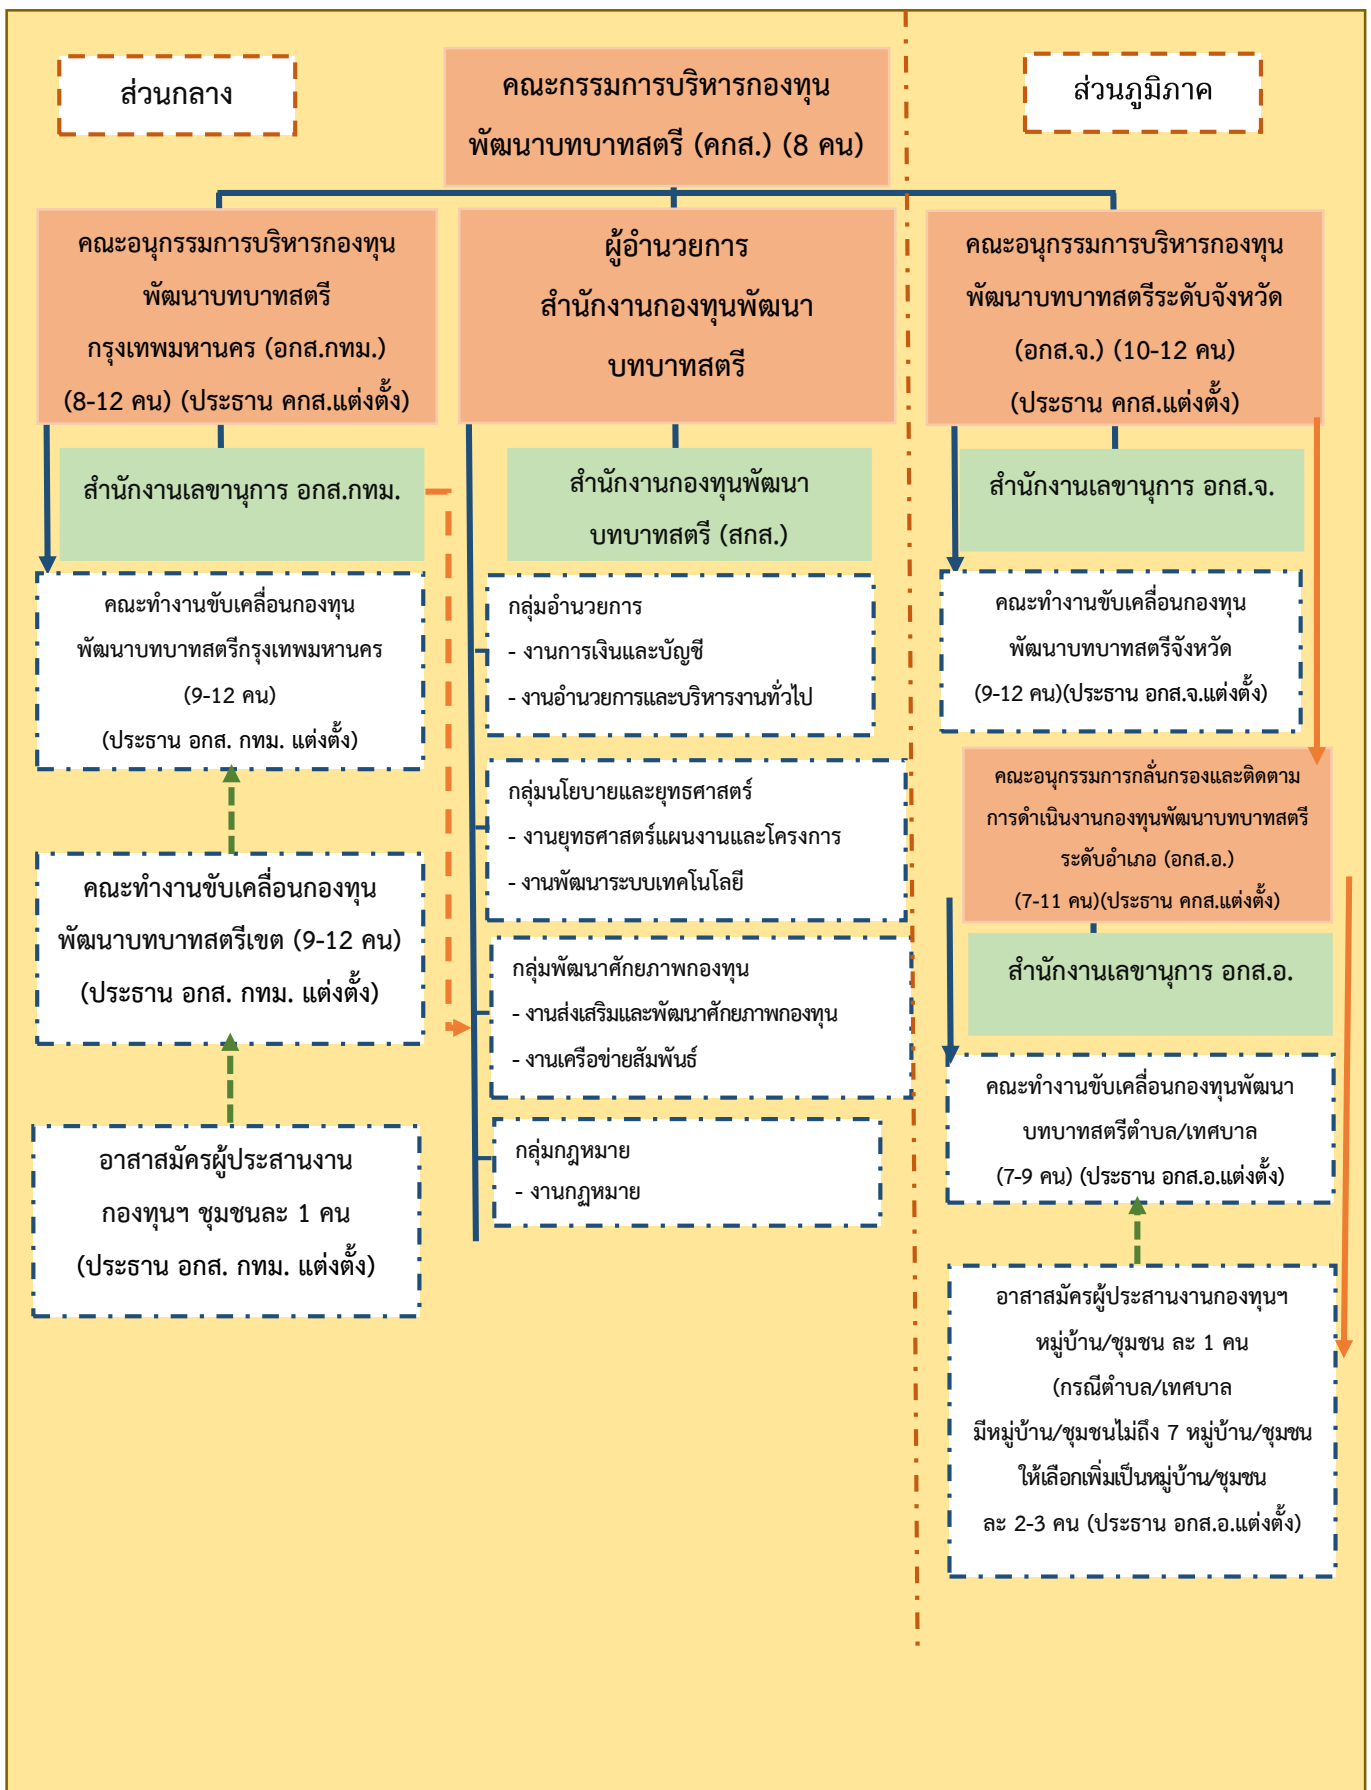 ส่วนกลาง
คณะกรรมการบริหารกองทุน
พัฒนาบทบาทสตรี (คกส.) (8 คน)
ส่วนภูมิภาค
คณะอนุกรรมการบริหารกองทุน
พัฒนาบทบาทสตรี
กรุงเทพมหานคร (อกส.กทม.)
(8-12 คน) (ประธาน คกส.แต่งตั้ง)
สำนักงานเลขานุการ อกส.กทม.
คณะทำงานขับเคลื่อนกองทุน
พัฒนาบทบาทสตรีกรุงเทพมหานคร
(9-12 คน)
(ประธาน อกส. กทม. แต่งตั้ง)
คณะทำงานขับเคลื่อนกองทุน
พัฒนาบทบาทสตรีเขต (9-12 คน)
(ประธาน อกส. กทม. แต่งตั้ง)
อาสาสมัครผู้ประสานงาน
กองทุนฯ ชุมชนละ 1 คน
(ประธาน อกส. กทม. แต่งตั้ง)
ผู้อำนวยการ
สำนักงานกองทุนพัฒนา
บทบาทสตรี
สำนักงานกองทุนพัฒนา
บทบาทสตรี (สกส.)
กลุ่มอำนวยการ
- งานการเงินและบัญชี
- งานอำนวยการและบริหารงานทั่วไป
กลุ่มนโยบายและยุทธศาสตร์
- งานยุทธศาสตร์แผนงานและโครงการ
- งานพัฒนาระบบเทคโนโลยี
กลุ่มพัฒนาศักยภาพกองทุน
- งานส่งเสริมและพัฒนาศักยภาพกองทุน
- งานเครือข่ายสัมพันธ์
กลุ่มกฎหมาย
- งานกฏหมาย
คณะอนุกรรมการบริหารกองทุน
พัฒนาบทบาทสตรีระดับจังหวัด
(อกส.จ.) (10-12 คน)
(ประธาน คกส.แต่งตั้ง)
สำนักงานเลขานุการ อกส.จ.
คณะทำงานขับเคลื่อนกองทุน
พัฒนาบทบาทสตรีจังหวัด
(9-12 คน)(ประธาน อกส.จ.แต่งตั้ง)
คณะอนุกรรมการกลั่นกรองและติดตาม
การดำเนินงานกองทุนพัฒนาบทบาทสตรี
ระดับอำเภอ (อกส.อ.)
(7-11 คน)(ประธาน คกส.แต่งตั้ง)
สำนักงานเลขานุการ อกส.อ.
คณะทำงานขับเคลื่อนกองทุนพัฒนา
บทบาทสตรีตำบล/เทศบาล
(7-9 คน) (ประธาน อกส.อ.แต่งตั้ง)
อาสาสมัครผู้ประสานงานกองทุนฯ
หมู่บ้าน/ชุมชน ละ 1 คน
(กรณีตำบล/เทศบาล
มีหมู่บ้าน/ชุมชนไม่ถึง 7 หมู่บ้าน/ชุมชน
ให้เลือกเพิ่มเป็นหมู่บ้าน/ชุมชน
ละ 2-3 คน (ประธาน อกส.อ.แต่งตั้ง)